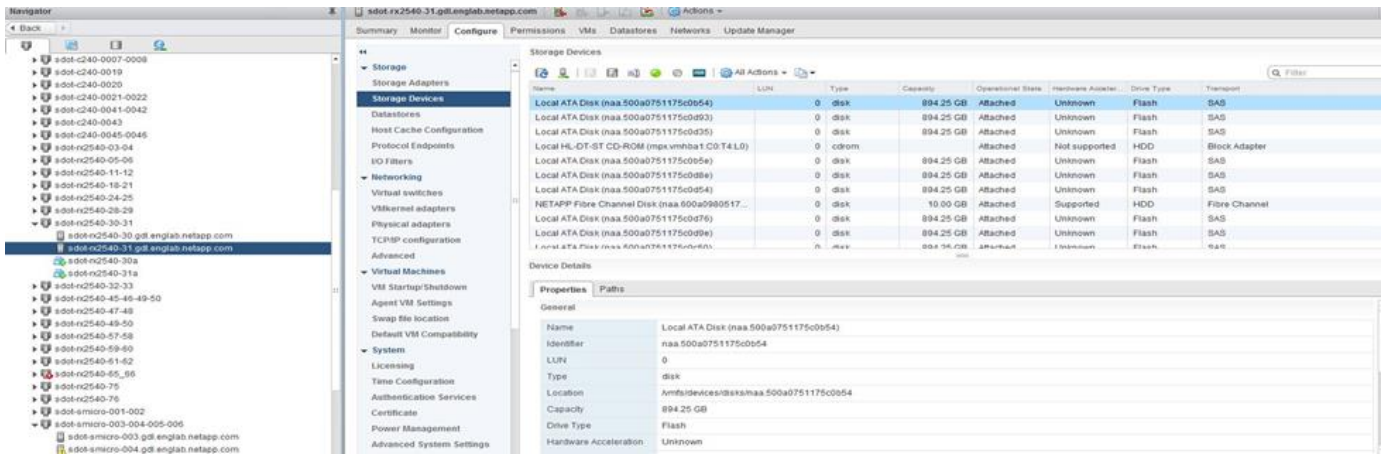 Navigator
Back
sdot-c240-0007-0008
sdot-c240-0019
sdot-c240-0020
sdot-c240-0021-0022
sdot-c240-0041-0042
sdot-c240-0043
sdot-c240-0045-0046
sdot-rx2540-03-04
sdot-rx2540-05-06
sdot-rx2540-11-12
sdot-rx2540-18-21
sdot-rx2540-24-25
sdot-rx2540-28-29
sdot-rx2540-30-31
sdot-rx2540-30.gdl.englab.netapp.com
sdot-rx2540-31.gdl.englab.netapp.com
sdot-rx2540-30a
sdot-rx2540-31a
sdot-rx2540-32-33
sdot-rx2540-45-46-49-50
sdot-rx2540-47-48
sdot-rx2540-49-50
sdot-rx2540-57-58
sdot-rx2540-59-60
sdot-rx2540-61-62
sdot-rx2540-65_66
sdot-rx2540-75
sdot-rx2540-76
sdot-smicro-001-002
sdot-smicro-003-004-005-006
sdot-smicro-003.gdl.englab.netapp.com
sdot-smicro-004.gdl.englab.netapp.com
sdot-rx2540-31.gdl.englab.netapp.com Actions
Summary Monitor Configure Permissions VMs Datastores Networks Update Manager
Storage
Storage Adapters
Storage Devices
Datastores
Host Cache Configuration
Protocol Endpoints
I/O Filters
Networking
Virtual switches
VMkernel adapters
Physical adapters
TCP/IP configuration
Advanced
Virtual Machines
VM Startup/Shutdown
Agent VM Settings
Swap file location
Default VM Compatibility
System
Licensing
Time Configuration
Authentication Services
Certificate
Power Management
Advanced System Settings
Storage Devices
All Actions Filter
Name LUN Type Capacity Operational State Hardware Acceler... Drive Type Transport
Local ATA Disk (naa.500a0751175c0b54) 0 disk 894.25 GB Attached Unknown Flash SAS
Local ATA Disk (naa.500a0751175c0d93) 0 disk 894.25 GB Attached Unknown Flash SAS
Local ATA Disk (naa.500a0751175c0d35) 0 disk 894.25 GB Attached Unknown Flash SAS
Local HL-DT-ST CD-ROM (mpx.vmhba1:C0:T4:L0) 0 cdrom Attached Not supported HDD Block Adapter
Local ATA Disk (naa.500a0751175c0b5e) 0 disk 894.25 GB Attached Unknown Flash SAS
Local ATA Disk (naa.500a0751175c0d8e) 0 disk 894.25 GB Attached Unknown Flash SAS
Local ATA Disk (naa.500a0751175c0d54) 0 disk 894.25 GB Attached Unknown Flash SAS
NETAPP Fibre Channel Disk (naa.600a0980517... 0 disk 10.00 GB Attached Supported HDD Fibre Channel
Local ATA Disk (naa.500a0751175c0d76) 0 disk 894.25 GB Attached Unknown Flash SAS
Local ATA Disk (naa.500a0751175c0d9e) 0 disk 894.25 GB Attached Unknown Flash SAS
Local ATA Disk 0 disk 894.25 GB Attached Unknown Flash SAS
Device Details
Properties Paths
General
Name Local ATA Disk (naa.500a0751175c0b54)
Identifier naa.500a0751175c0b54
LUN 0
Type disk
Location /vmfs/devices/disks/naa.500a0751175c0b54
Capacity 894.25 GB
Drive Type Flash
Hardware Acceleration Unknown